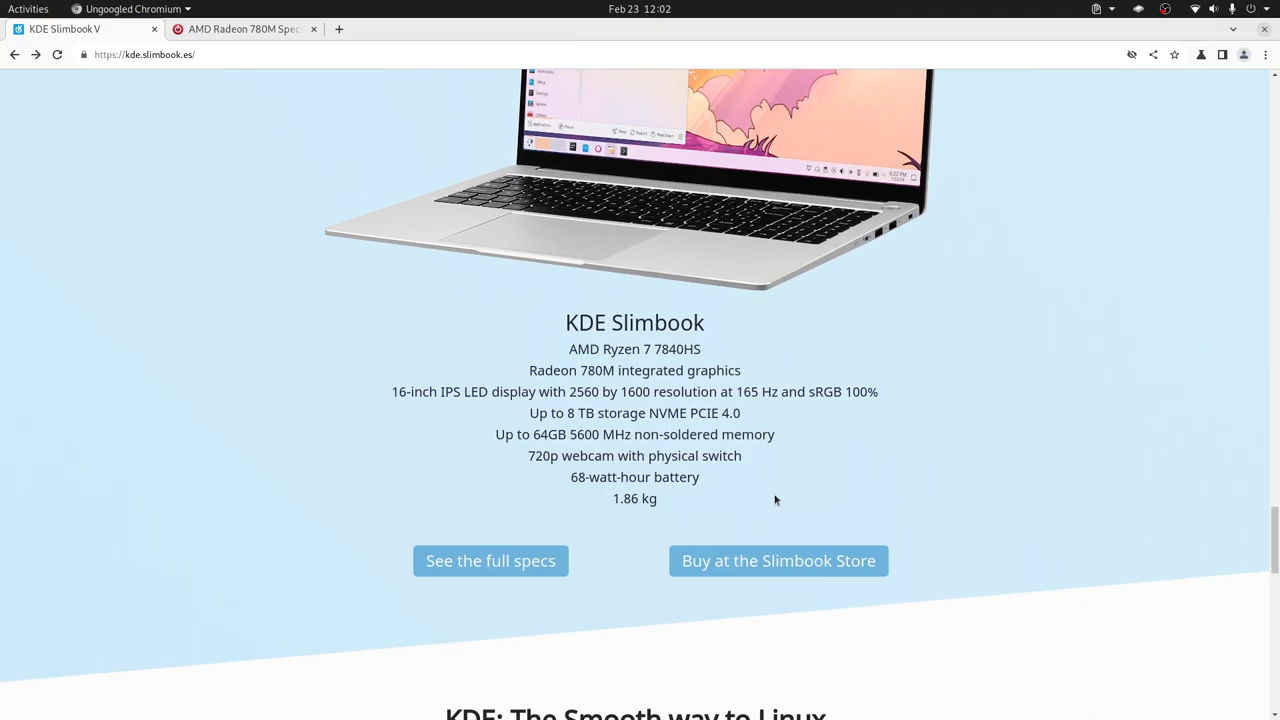 Activities
Ungoogled Chromium
Feb 23 12:02
KDE Slimbook V
AMD Radeon 780M Spec
https://kde.slimbook.es/
6:22 PM
KDE Slimbook
AMD Ryzen 7 7840HS
Radeon 780M integrated graphics
16-inch IPS LED display with 2560 by 1600 resolution at 165 Hz and sRGB 100%
Up to 8 TB storage NVME PCIE 4.0
Up to 64GB 5600 MHz non-soldered memory
720p webcam with physical switch
68-watt-hour battery
1.86 kg
See the full specs
Buy at the Slimbook Store
KDE: The Smooth way to Linux